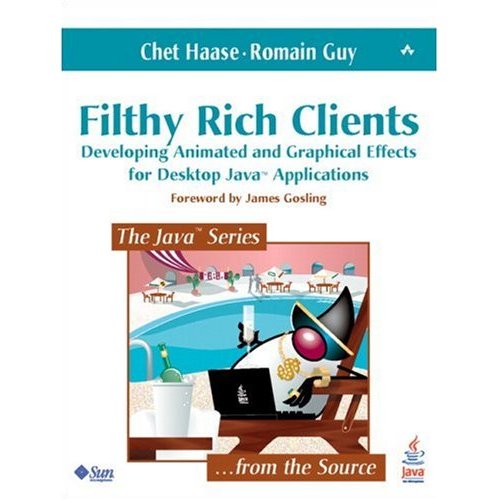 Chet Haase · Romain Guy
Filthy Rich Clients
Developing Animated and Graphical Effects
for Desktop Java™ Applications
Foreword by James Gosling
The Java™ Series
...from the Source
Sun
Java